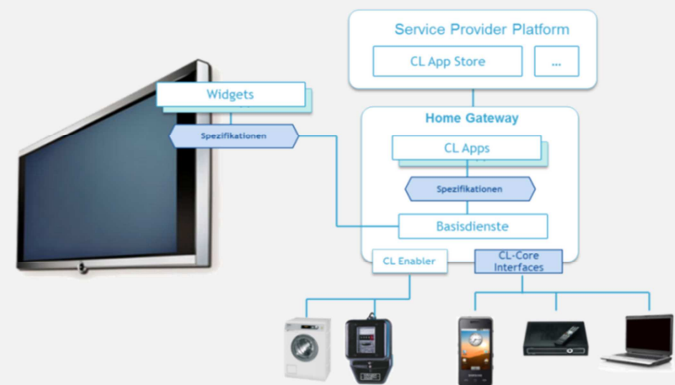 Service Provider Platform
CL App Store
...
Widgets
Spezifikationen
Home Gateway
CL Apps
Spezifikationen
Basisdienste
CL Enabler
CL-Core
Interfaces